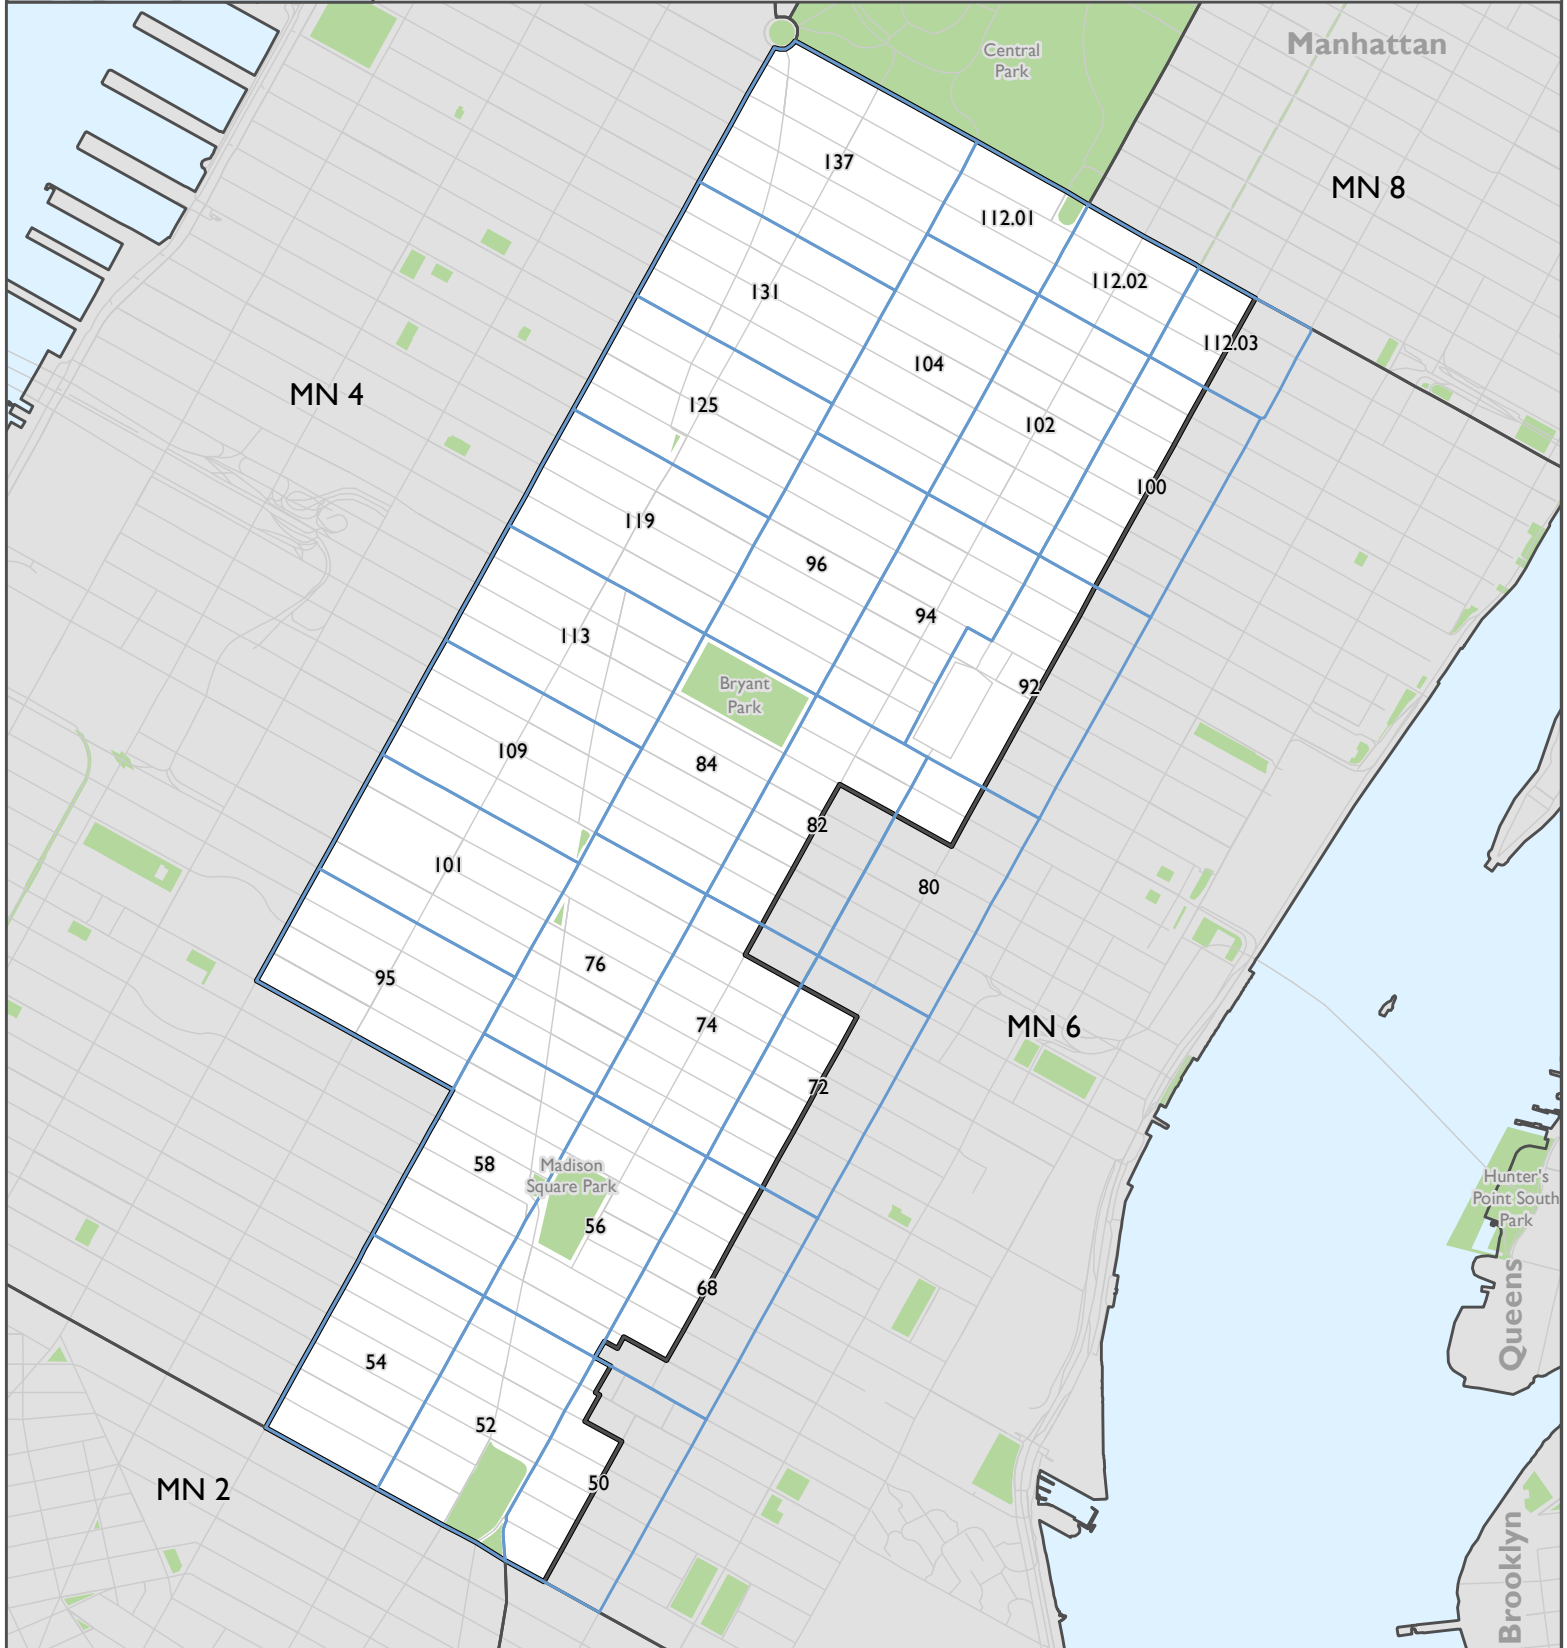 Manhattan
Central
Park
137
MN 8
112.01
112.02
131
112.03
104
MN 4
125
102
100
119
96
94
113
Bryant
Park
92
109
84
82
101
80
76
95
74
MN 6
72
58
Madison
Square Park
Hunter's
Point South
Park
56
68
Queens
54
52
50
MN 2
Brooklyn